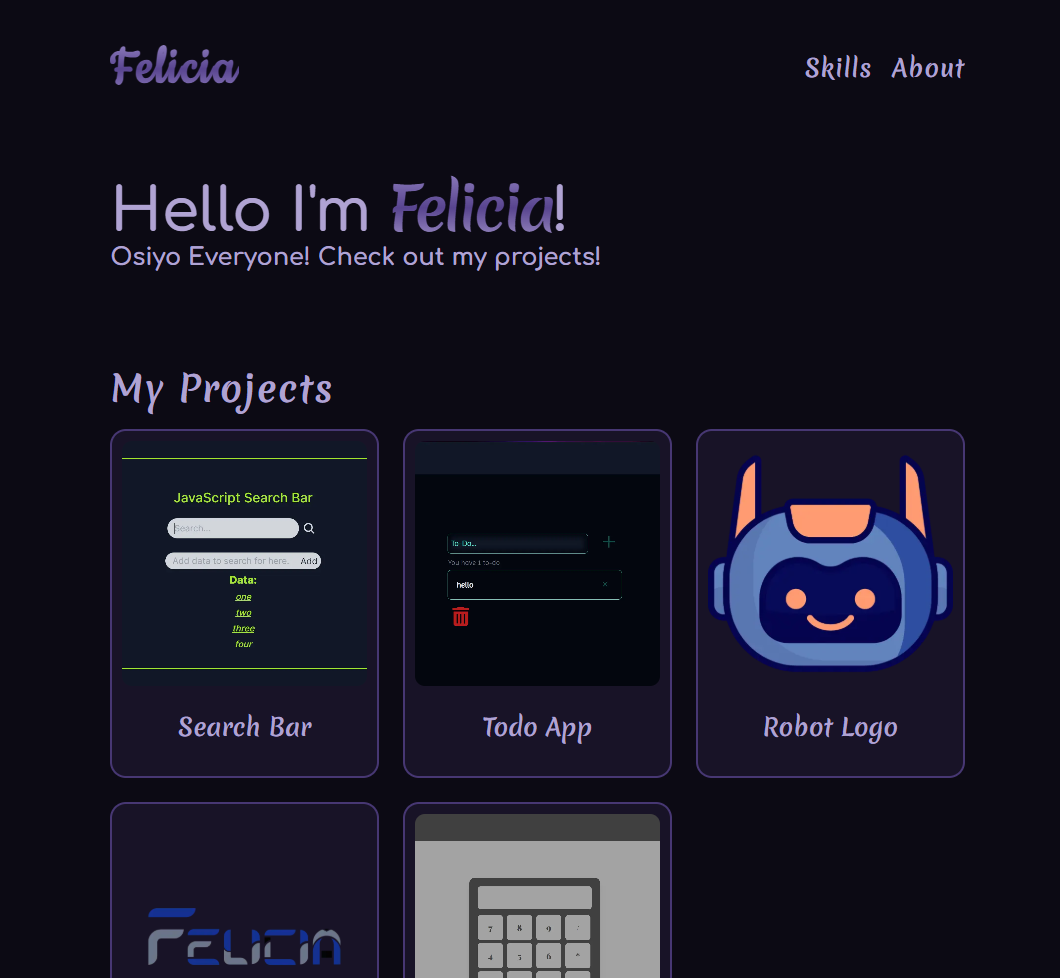 Felicia
Skills About
Hello I'm Felicia!
Osiyo Everyone! Check out my projects!
My Projects
JavaScript Search Bar
Search...
Add data to search for here. Add
Data:
one
two
three
four
Search Bar
To-Do...
You have 1 to-do
hello
Todo App
Robot Logo
FELICIA
7 8 9 /
4 5 6 *